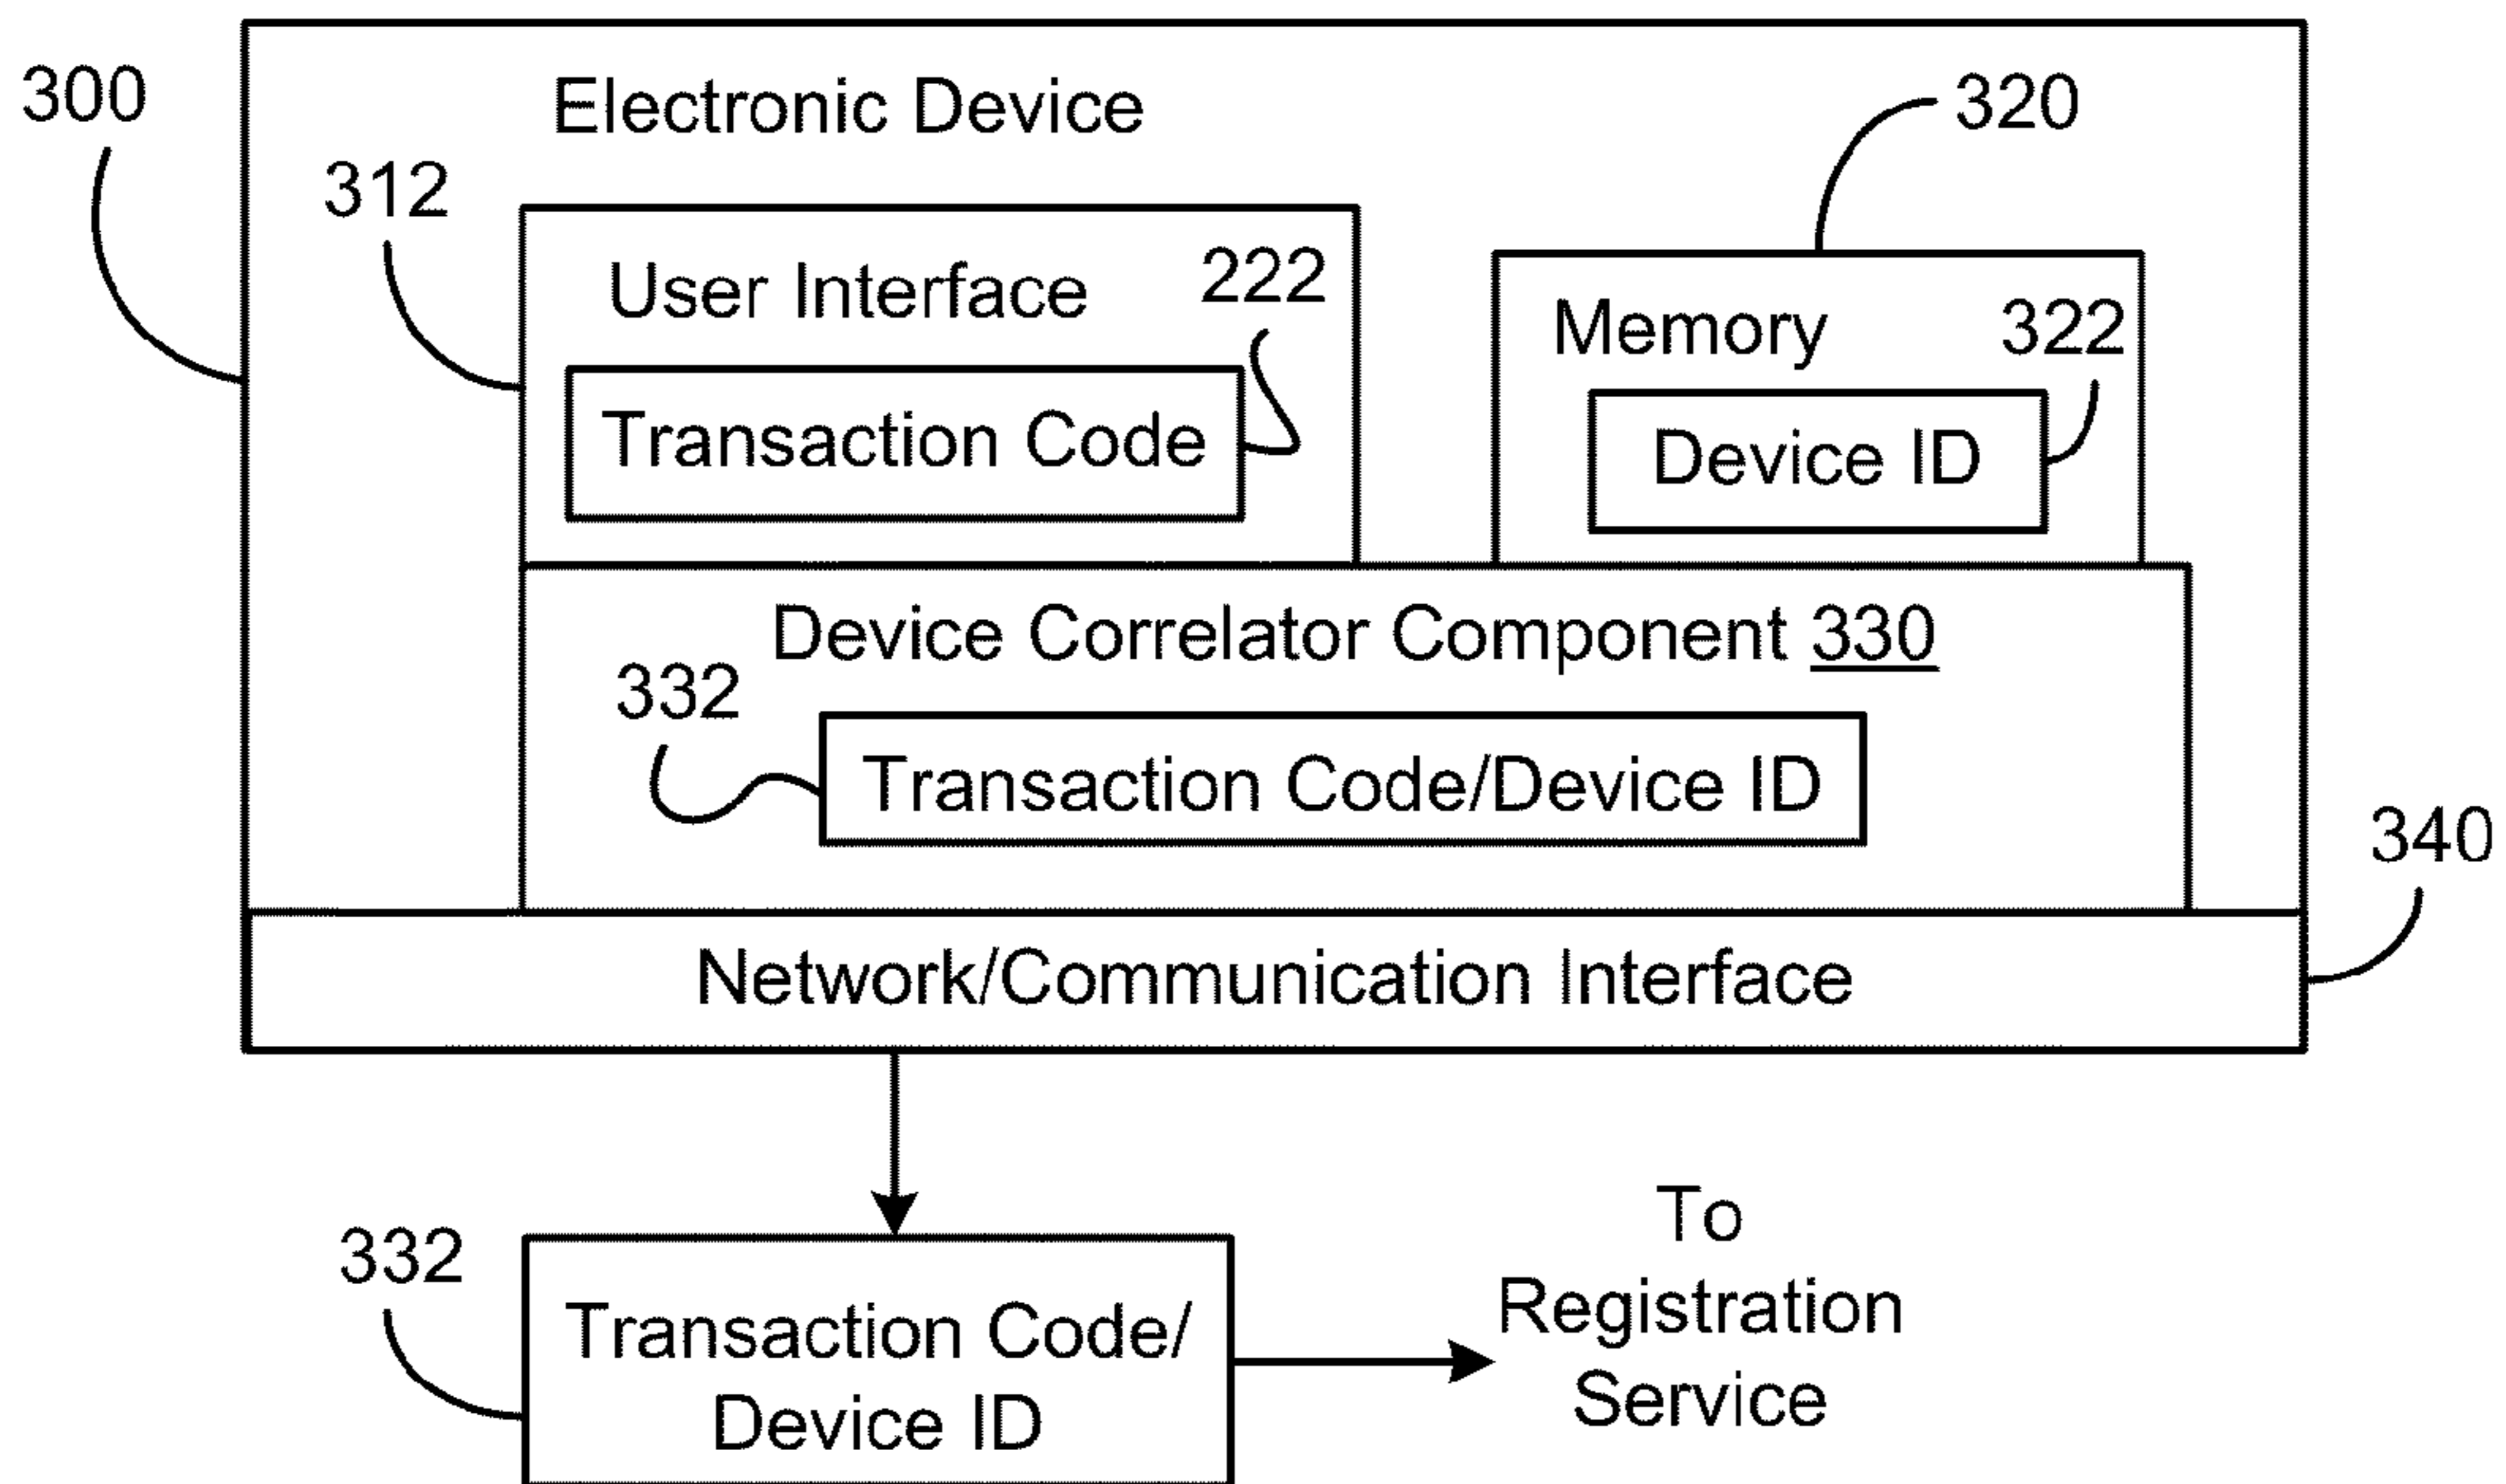 300
Electronic Device
320
312
User Interface
222
Memory
322
Transaction Code
Device ID
Device Correlator Component 330
332
Transaction Code/Device ID
340
Network/Communication Interface
332
Transaction Code/
Device ID
To
Registration
Service